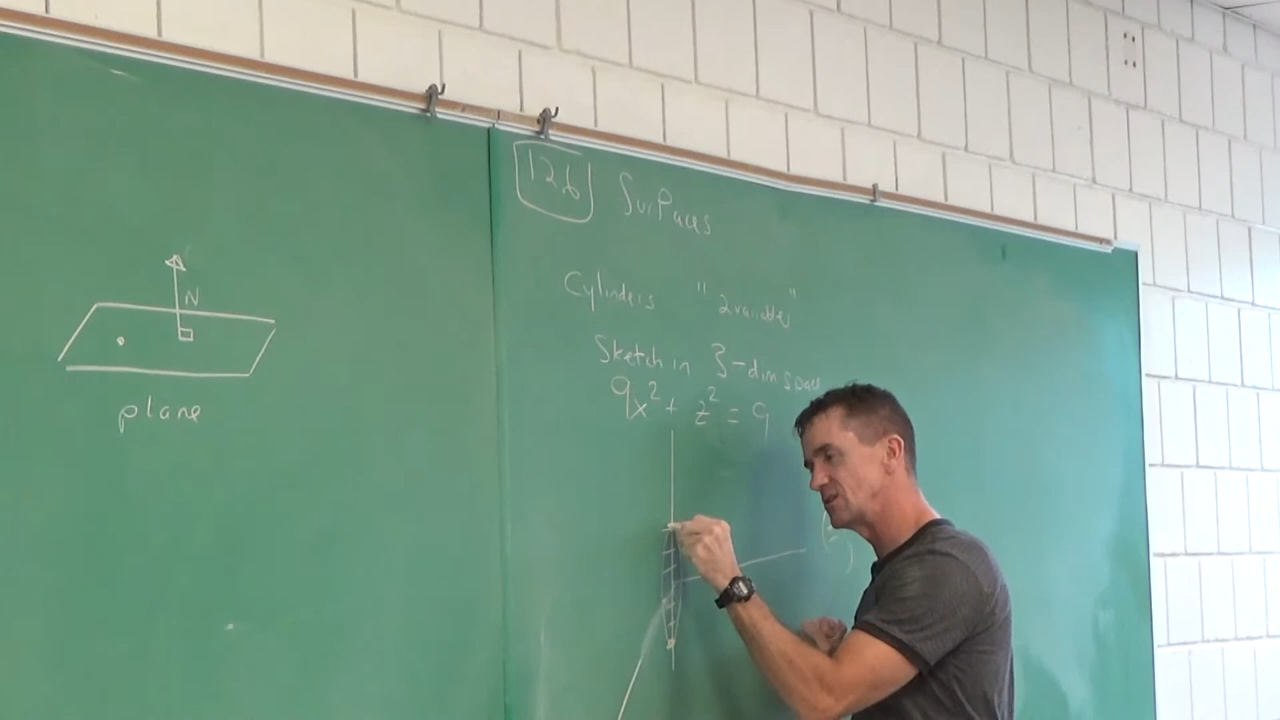 N
plane
12.6 Surfaces
Cylinders "2 variables"
Sketch in 3-dim space
9x² + z² = 9